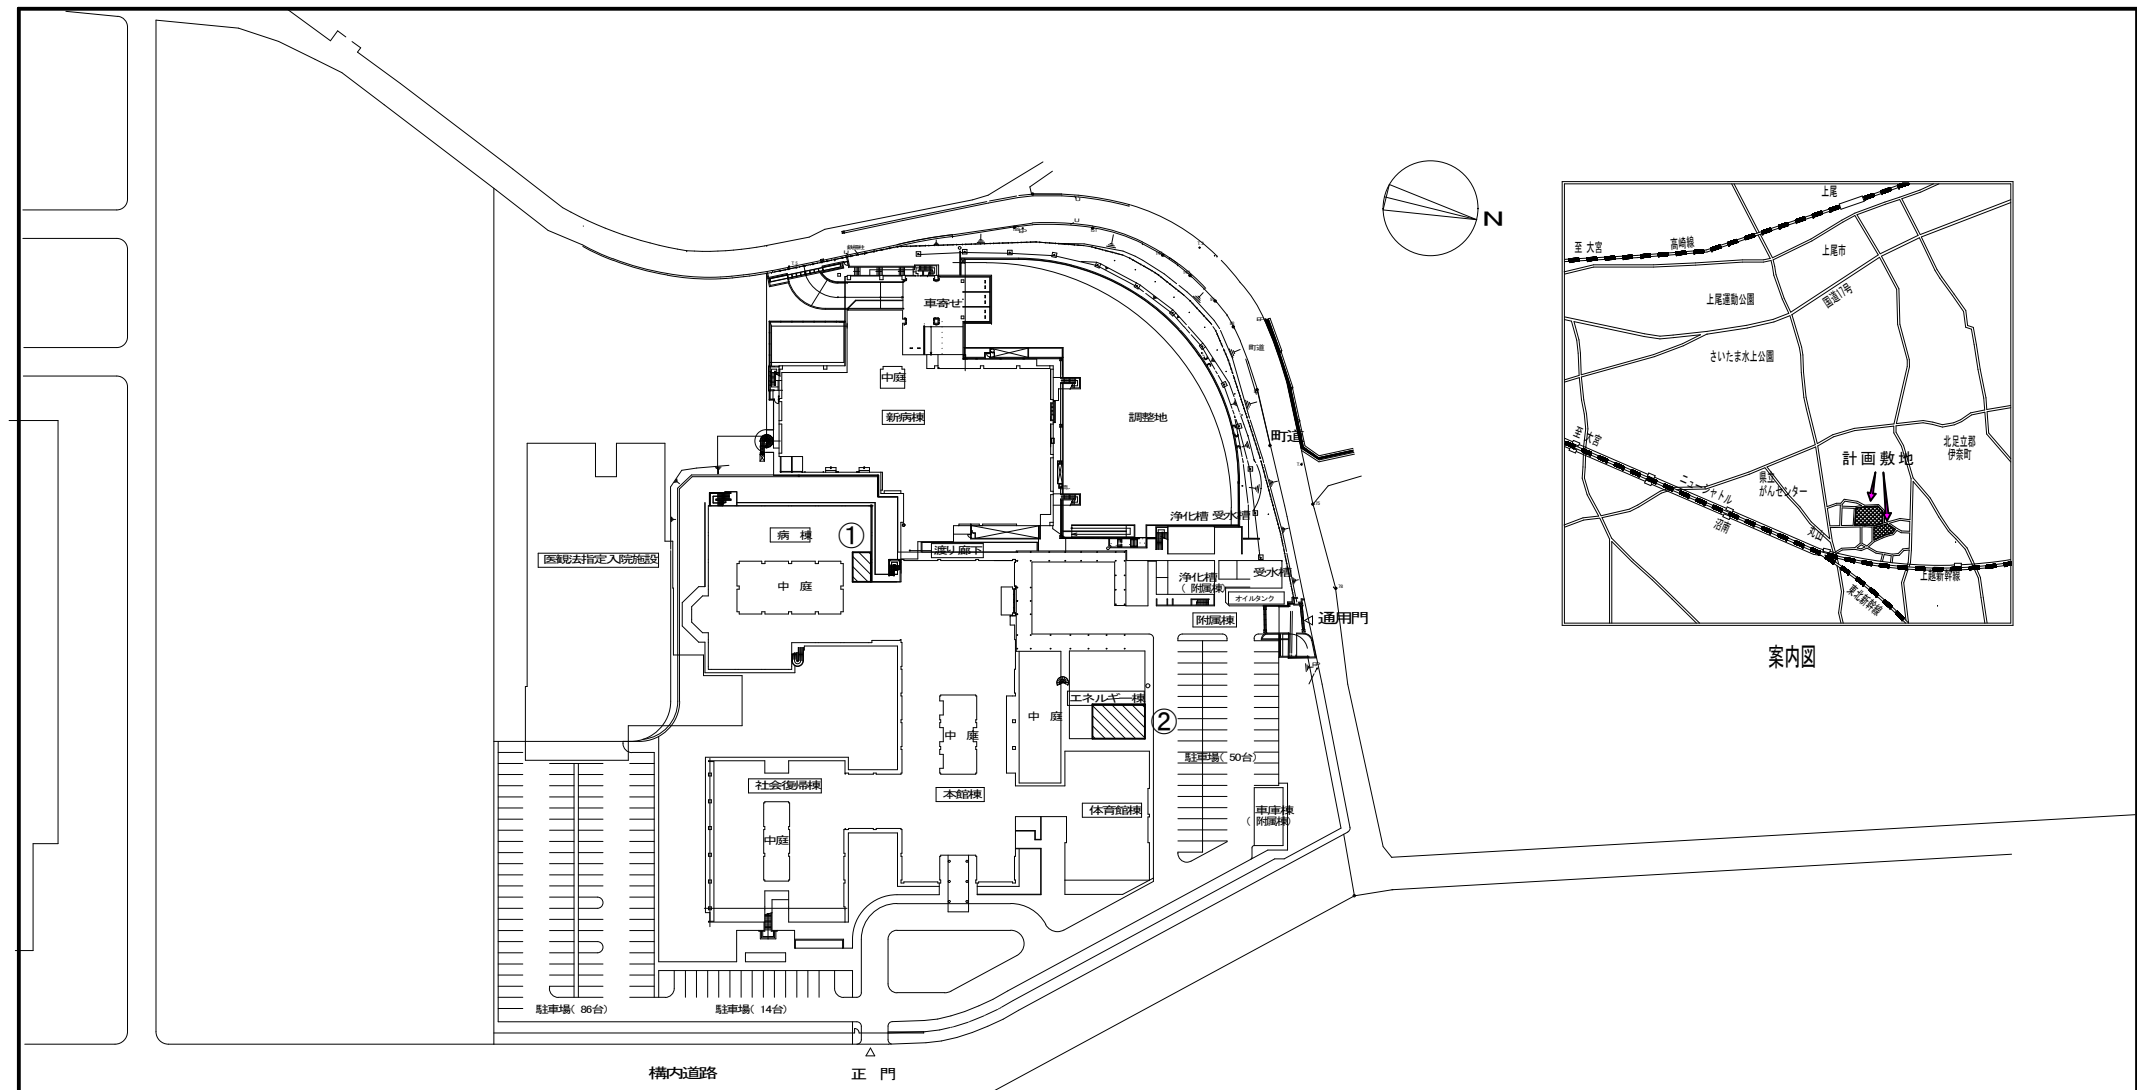 N
車寄せ
中庭
新病棟
調整地
町道
町道
浄化槽 受水槽
病 棟
①
渡り廊下
医観法指定入院施設
中 庭
浄化槽
( 附属棟)
受水槽
オイルタンク
附属棟
通用門
エネルギー棟
中 庭
②
中 庭
駐車場( 50台)
社会復帰棟
本館棟
体育館棟
車庫棟
( 附属棟)
中庭
駐車場( 86台)
駐車場( 14台)
構内道路
正 門
上尾
至 大宮
高崎線
上尾市
上尾運動公園
国道17号
さいたま水上公園
至 大宮
北足立郡
伊奈町
計画敷地
県立
がんセンター
ニューシャトル
沼南
丸山
上越新幹線
東北新幹線
案内図